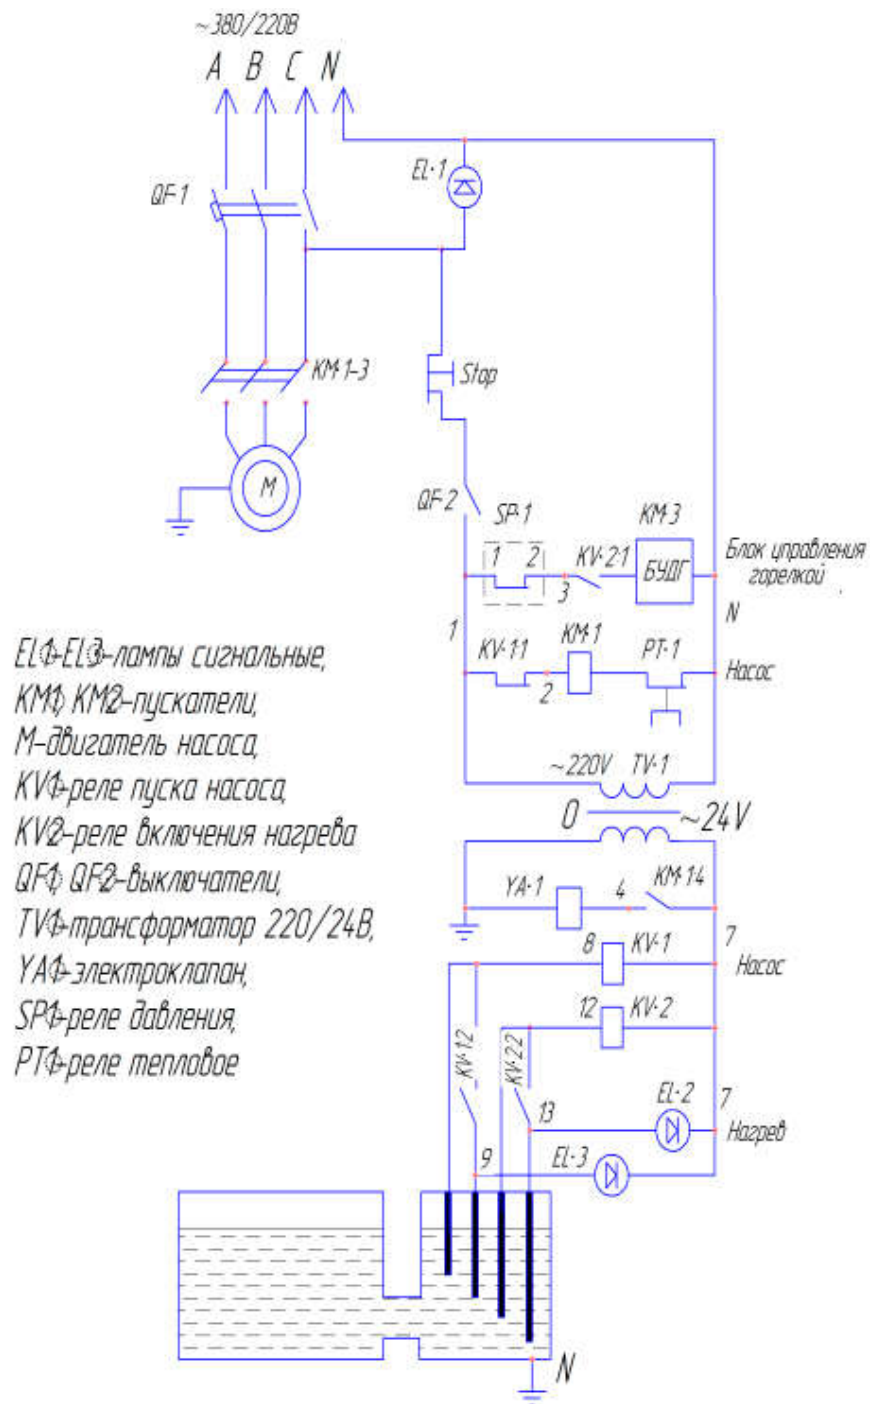 ~380/220В
A B C N
EL-1
QF-1
KM-1-3
Stop
M
QF-2
SP-1
KM-3
1 2
KV-2.1
БУДГ
Блок управления
горелкой
3
N
1
KV-1.1
KM-1
PT-1
Насос
2
~220V TV-1
0
~24V
YA-1
4
KM-1.4
7
8
KV-1
Насос
12
KV-2
KV-1.2
KV-2.2
13
EL-2
7
Нагрев
9
EL-3
N
EL1-EL3-лампы сигнальные,
KM1, KM2-пускатели,
М-двигатель насоса,
KV1-реле пуска насоса,
KV2-реле включения нагрева
QF1, QF2-выключатели,
TV1-трансформатор 220/24В,
YA1-электроклапан,
SP1-реле давления,
PT1-реле тепловое